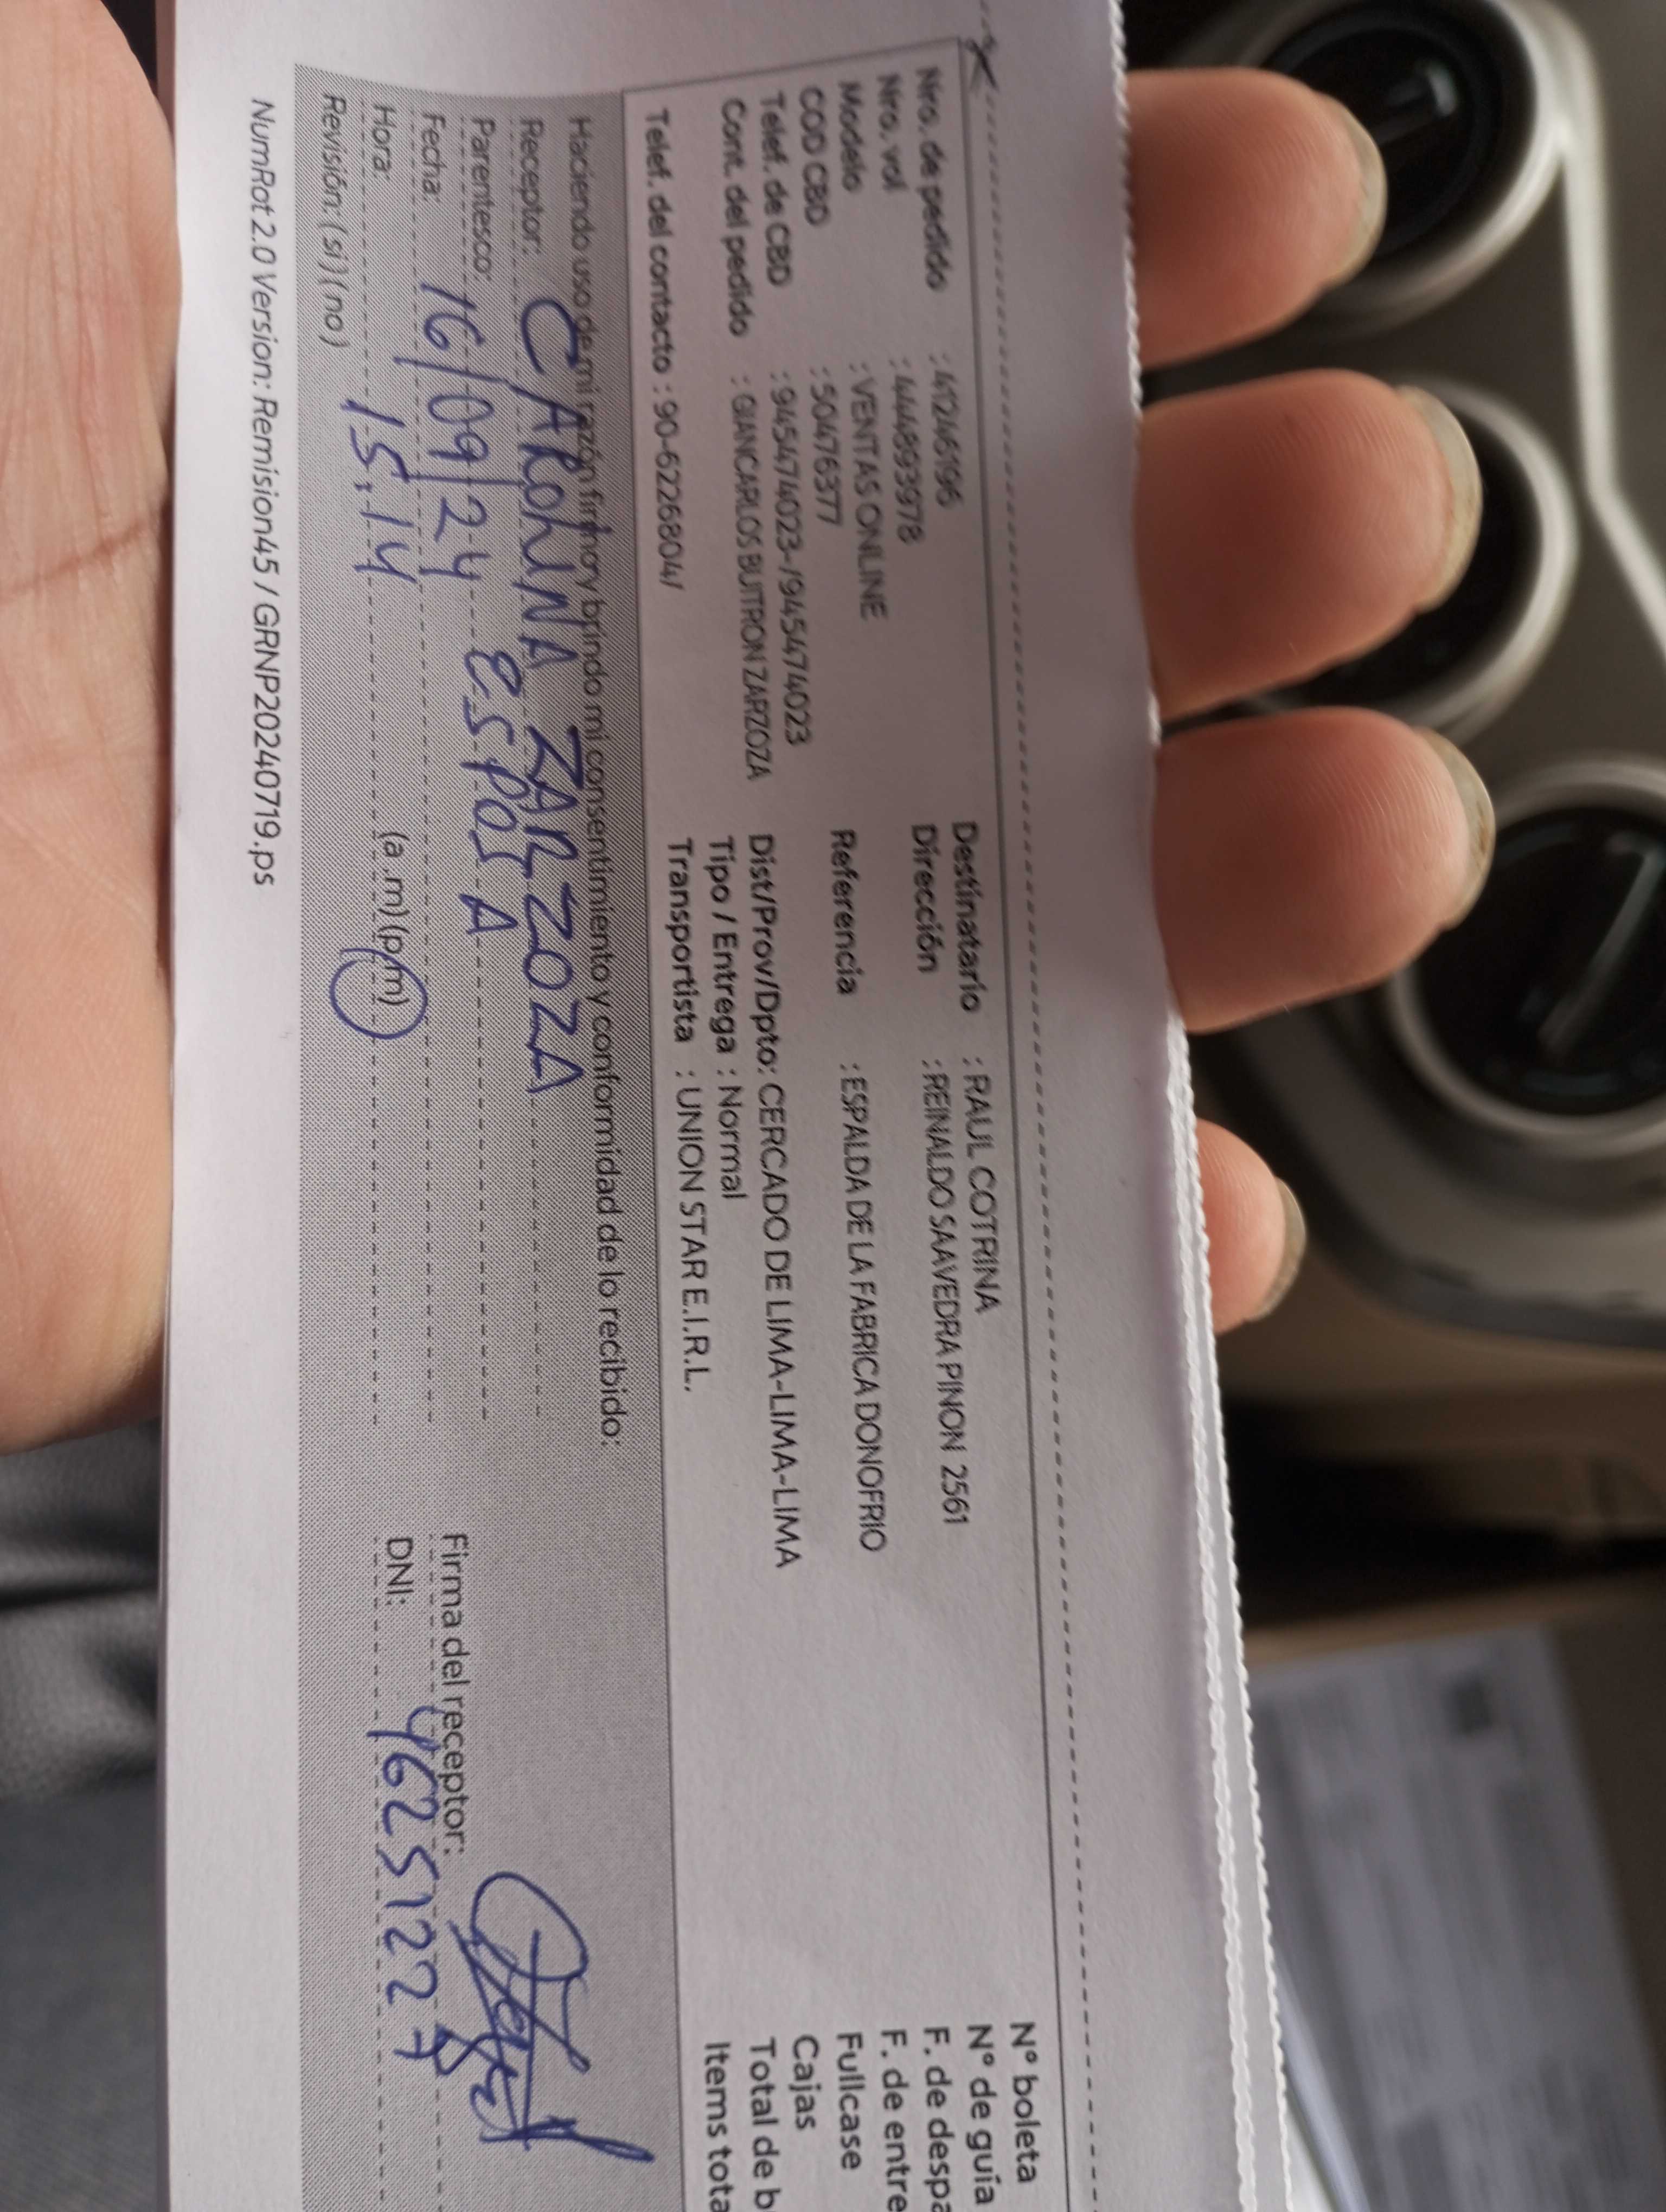 Nro. de pedido : 41246196
Nro. vol : 444893978
Modelo : VENTAS ONLINE
COD CBD : 504776377
Telef. de CBD : 945474023-/945474023
Cont. del pedido : GIANCARLOS BUITRON ZARZOZA
Telef. del contacto : 90-6226804/
Destinatario : RAUL COTRINA
Dirección : REINALDO SAAVEDRA PINON 2561
Referencia : ESPALDA DE LA FABRICA DONOFRIO
Dist/Prov/Dpto: CERCADO DE LIMA-LIMA-LIMA
Tipo / Entrega : Normal
Transportista : UNION STAR E.I.R.L.
N° boleta
N° de guía
F. de despa
F. de entre
Fullcase
Cajas
Total de b
Items tota
Haciendo uso de mi razón firmo y brindo mi consentimiento y conformidad de lo recibido:
Receptor: CAROLINA ZARZOZA
Parentesco: ESPOSA
Fecha: 16/09/24
Hora: 15:14 (a.m) (p.m)
Revisión: (si) (no)
Firma del receptor:
DNI: 46251227
NumRot 2.0 Version: Remision45 / GRNP20240719.ps